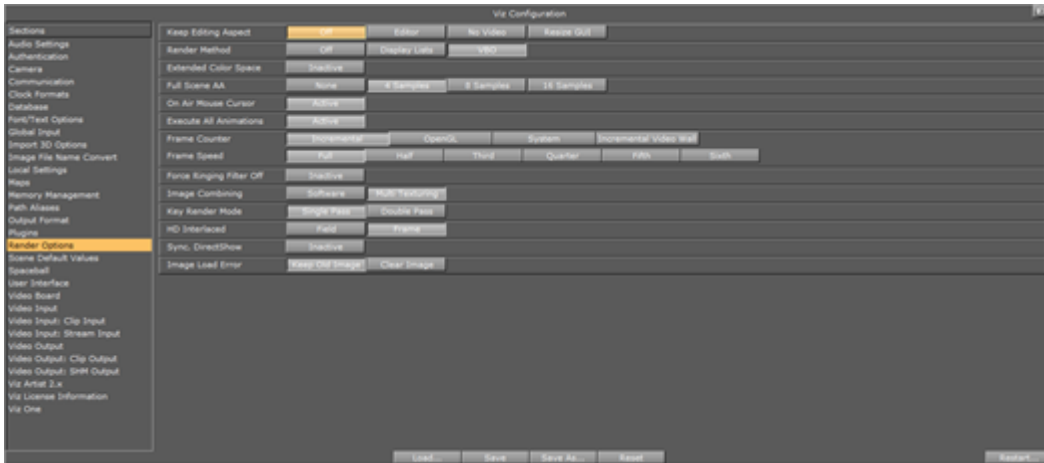 Viz Configuration
x
Sections
Audio Settings
Authentication
Camera
Communication
Clock Formats
Database
Font/Text Options
Global Input
Import 3D Options
Image File Name Convert
Local Settings
Maps
Memory Management
Path Aliases
Output Format
Plugins
Render Options
Scene Default Values
Spaceball
User Interface
Video Board
Video Input
Video Input: Clip Input
Video Input: Stream Input
Video Output
Video Output: Clip Output
Video Output: SHM Output
Viz Artist 2.x
Viz License Information
Viz One
Keep Editing Aspect Off Editor No Video Resize GUI
Render Method Off Display Lists VBO
Extended Color Space Inactive
Full Scene AA None 4 Samples 8 Samples 16 Samples
On Air Mouse Cursor Active
Execute All Animations Active
Frame Counter Incremental OpenGL System Incremental Video Wall
Frame Speed Full Half Third Quarter Fifth Sixth
Force Ringing Filter Off Inactive
Image Combining Software Multi Texturing
Key Render Mode Single Pass Double Pass
HD Interlaced Field Frame
Sync. DirectShow Inactive
Image Load Error Keep Old Image Clear Image
Load... Save Save As... Reset Restart...